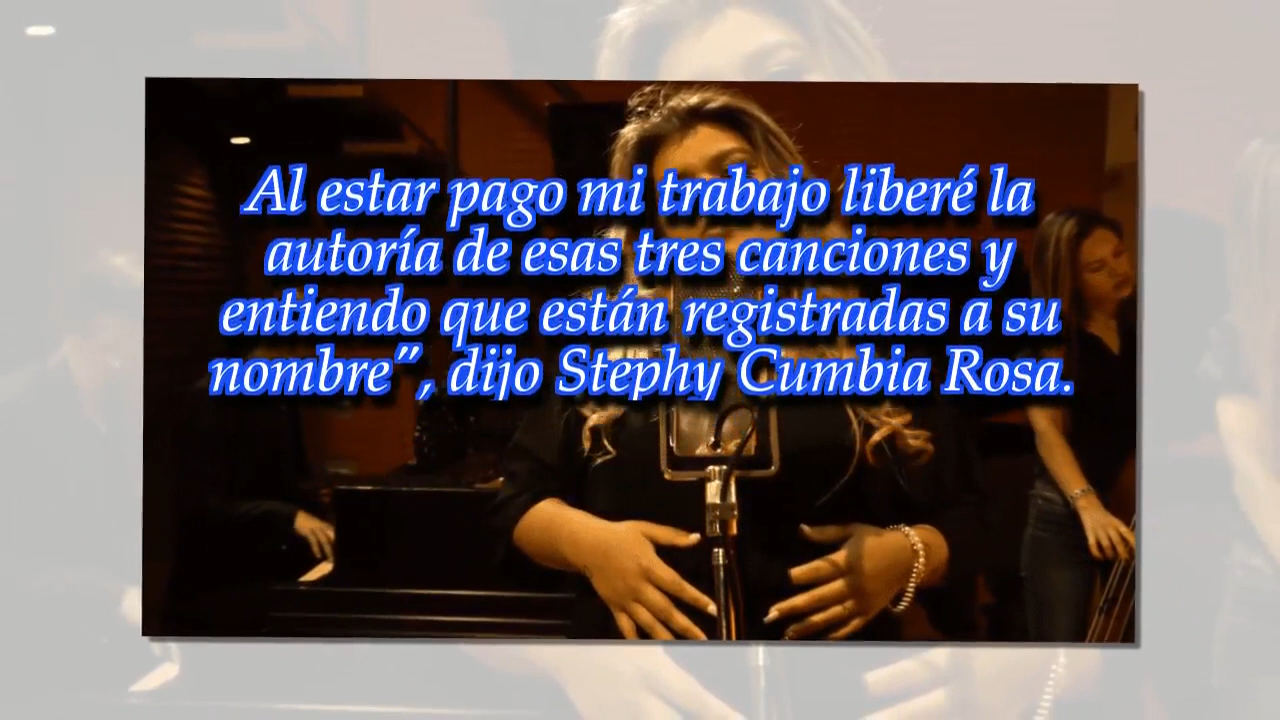 Al estar pago mi trabajo liberé la
autoría de esas tres canciones y
entiendo que están registradas a su
nombre”, dijo Stephy Cumbia Rosa.